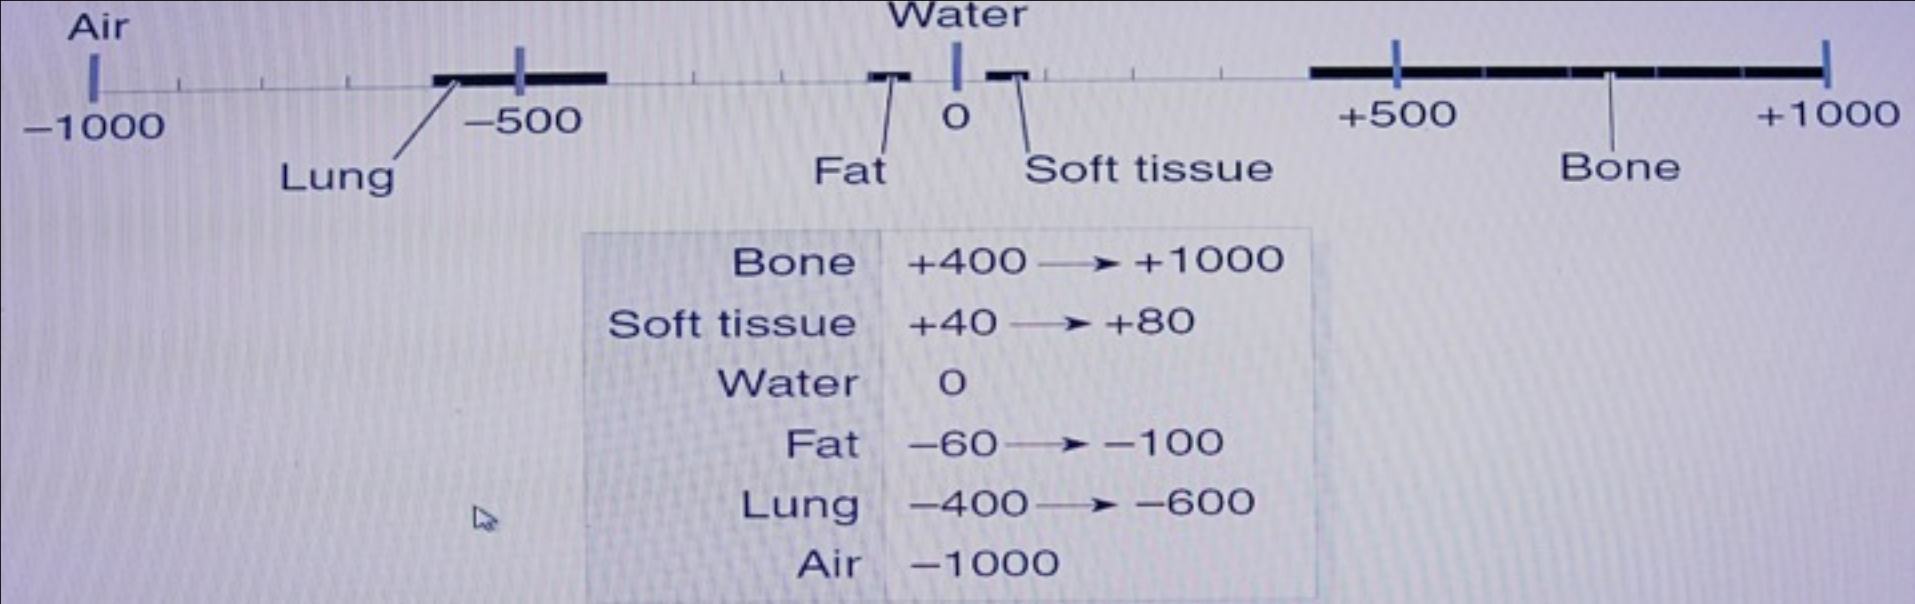 Air Water
−1000 −500 0 +500 +1000
Lung Fat Soft tissue Bone
Bone +400 → +1000
Soft tissue +40 → +80
Water 0
Fat −60 → −100
Lung −400 → −600
Air −1000